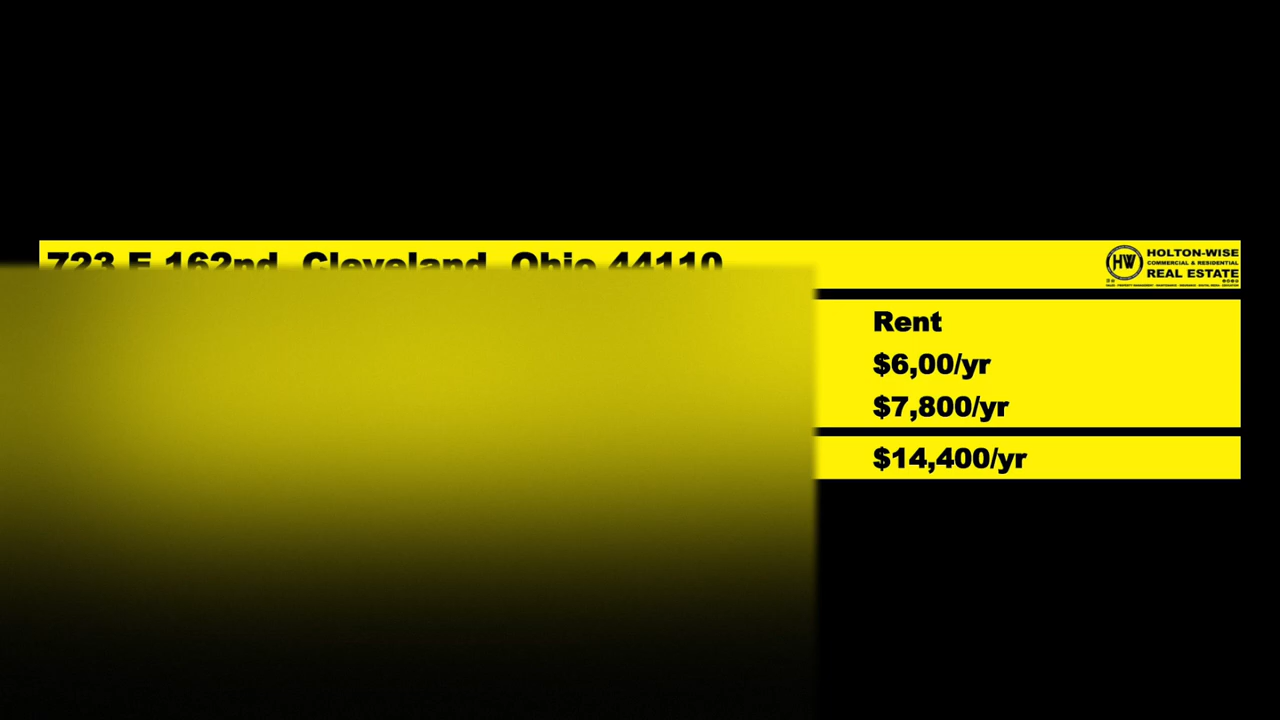 723 E 162nd, Cleveland, Ohio 44110
HOLTON-WISE
COMMERCIAL & RESIDENTIAL
REAL ESTATE
HW
Rent
$6,00/yr
$7,800/yr
$14,400/yr